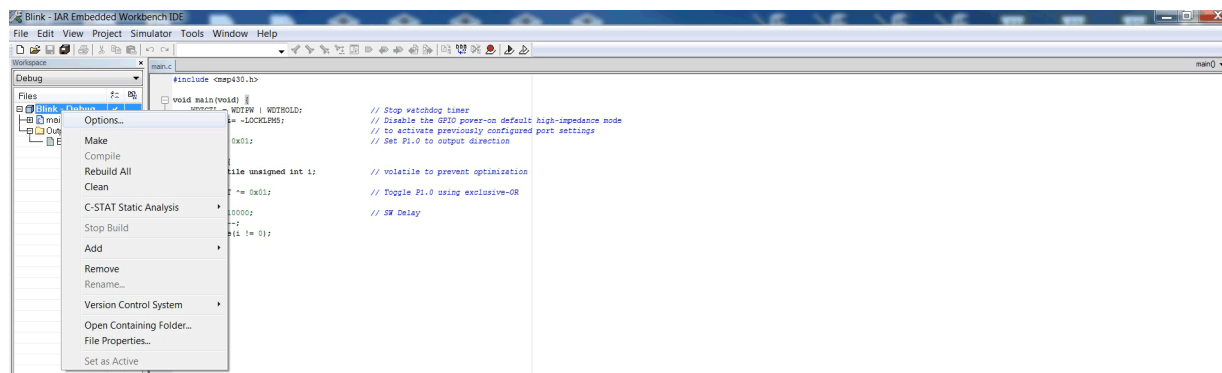 Blink - IAR Embedded Workbench IDE
File Edit View Project Simulator Tools Window Help
Workspace
Debug
Files
Blink - Debug
mai
Outp
Options...
Make
Compile
Rebuild All
Clean
C-STAT Static Analysis
Stop Build
Add
Remove
Rename...
Version Control System
Open Containing Folder...
File Properties...
Set as Active
main.c
main()
#include <msp430.h>
void main(void) {
WDTCTL = WDTPW | WDTHOLD; // Stop watchdog timer
&= ~LOCKLPM5; // Disable the GPIO power-on default high-impedance mode
// to activate previously configured port settings
0x01; // Set P1.0 to output direction
{
tile unsigned int i; // volatile to prevent optimization
^= 0x01; // Toggle P1.0 using exclusive-OR
10000; // SW Delay
--;
e(i != 0);